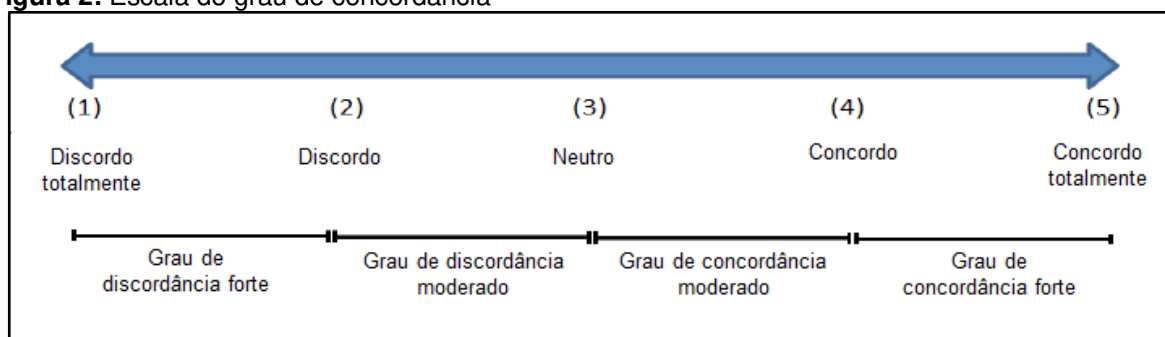 igura 2: Escala do grau de concordância
(1) (2) (3) (4) (5)
Discordo totalmente
Discordo
Neutro
Concordo
Concordo totalmente
Grau de
discordância forte
Grau de discordância
moderado
Grau de concordância
moderado
Grau de
concordância forte